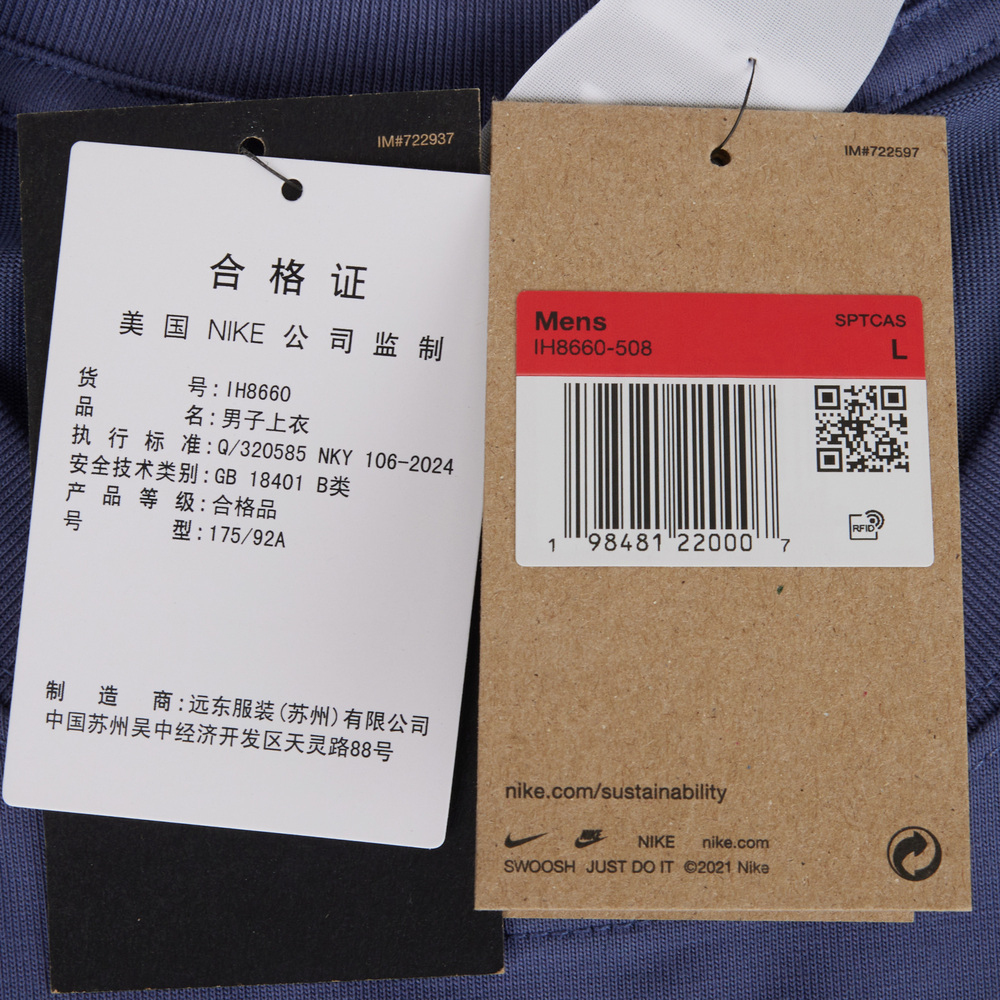 IM#722937
合格证
美国 NIKE 公司监制
货号:IH8660
品名:男子上衣
执行标准:Q/320585 NKY 106-2024
安全技术类别:GB 18401 B类
产品等级:合格品
号型:175/92A
制造商:远东服装(苏州)有限公司
中国苏州吴中经济开发区天灵路88号
IM#722597
Mens SPTCAS
IH8660-508 L
1 98481 22000 7
RFID
nike.com/sustainability
NIKE nike.com
SWOOSH JUST DO IT ©2021 Nike